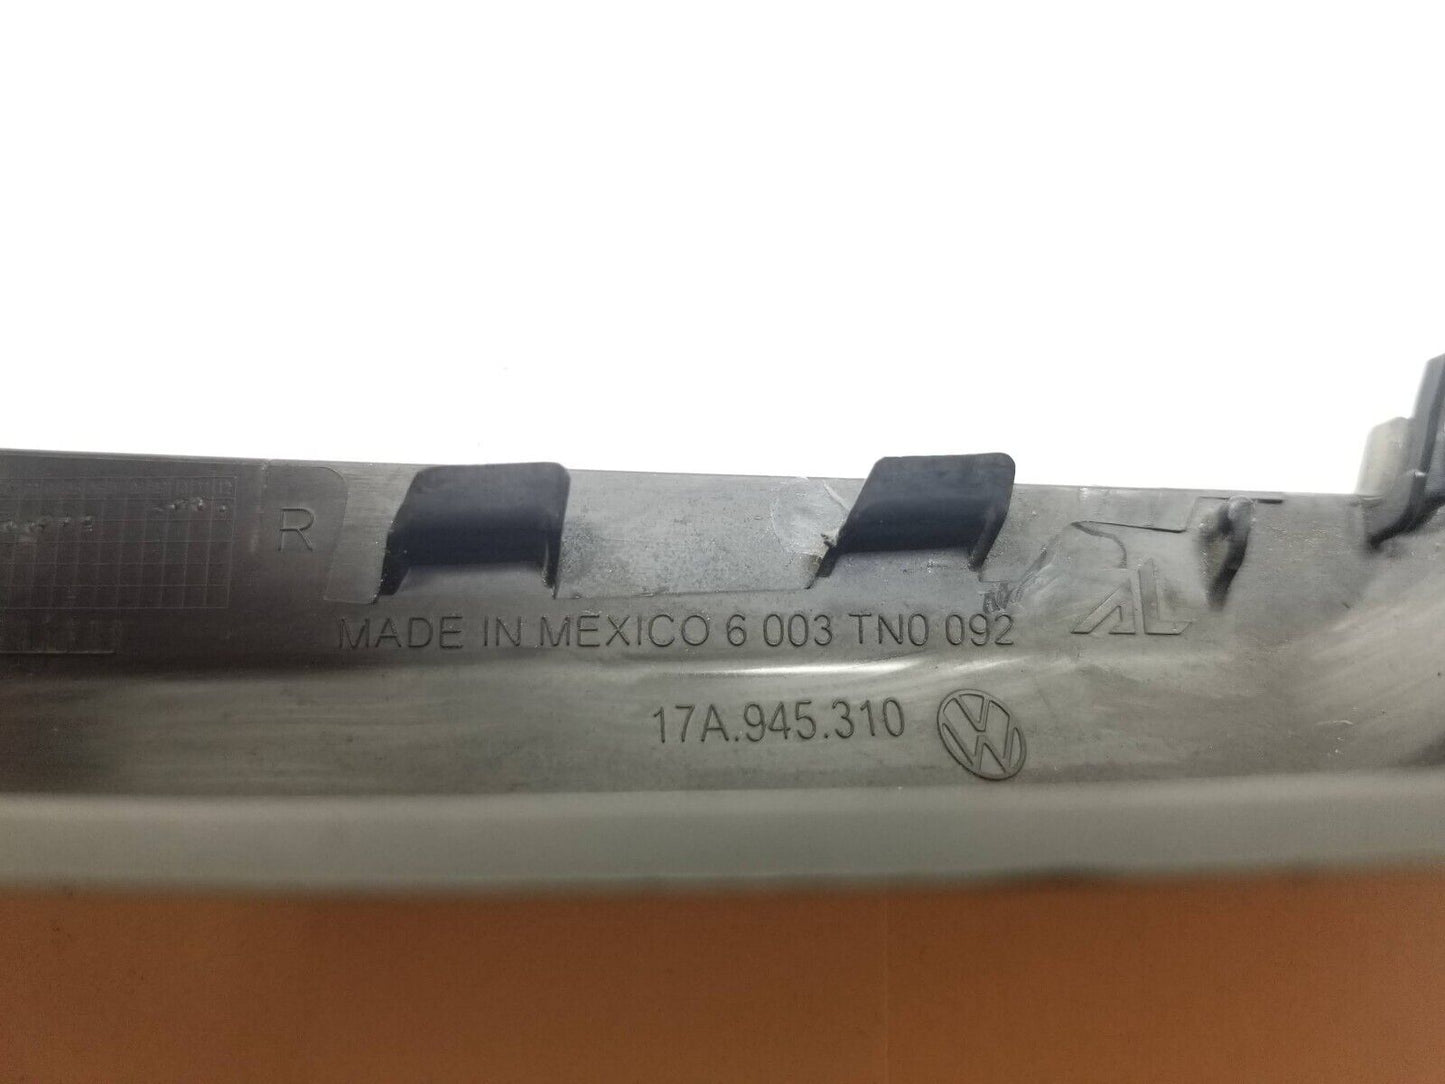 R
MADE IN MEXICO 6 003 TN0 092
17A.945.310